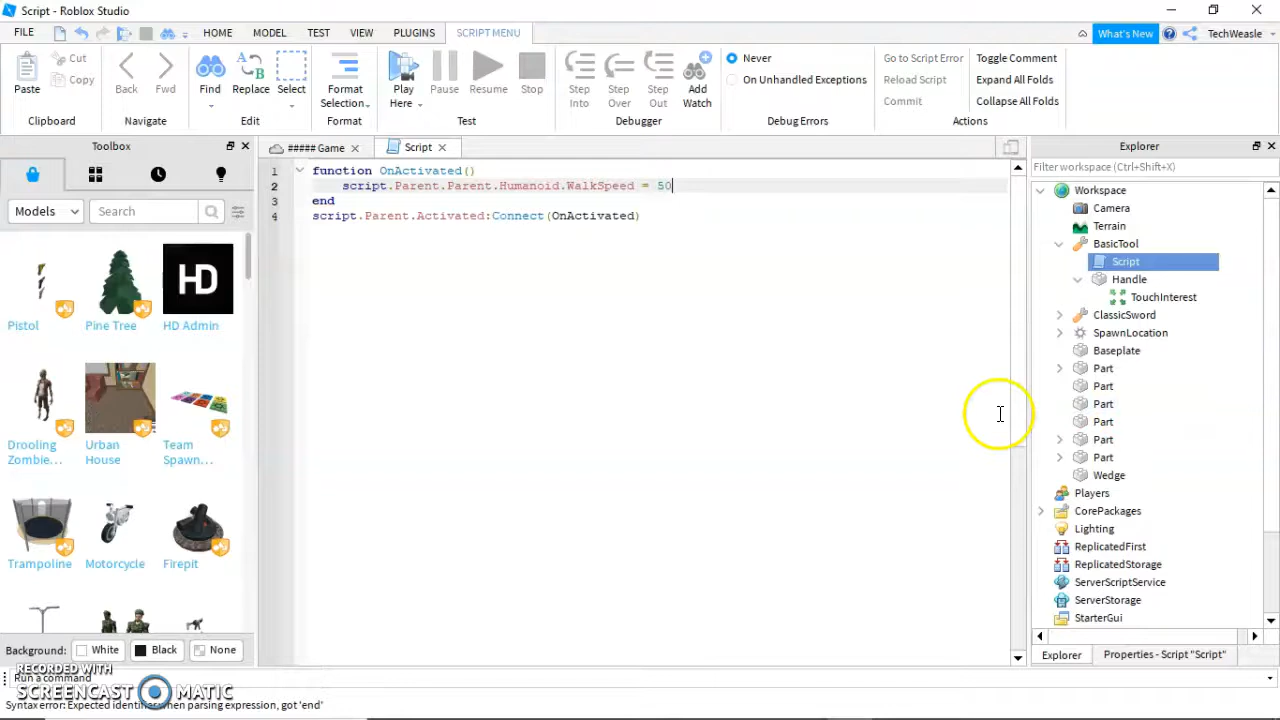 Script - Roblox Studio
FILE HOME MODEL TEST VIEW PLUGINS SCRIPT MENU What's New TechWeasle
Paste Cut Copy
Clipboard
Back Fwd
Navigate
Find Replace Select
Edit
Format Selection
Format
Play Here Pause Resume Stop
Test
Step Into Step Over Step Out Add Watch
Debugger
Never
On Unhandled Exceptions
Debug Errors
Go to Script Error
Reload Script
Commit
Toggle Comment
Expand All Folds
Collapse All Folds
Actions
Toolbox
Models Search
Pistol Pine Tree HD Admin
HD
Drooling Zombie... Urban House Team Spawn...
Trampoline Motorcycle Firepit
Background: White Black None
##### Game Script
1 function OnActivated()
2 script.Parent.Parent.Humanoid.WalkSpeed = 50
3 end
4 script.Parent.Activated:Connect(OnActivated)
Explorer
Filter workspace (Ctrl+Shift+X)
Workspace
Camera
Terrain
BasicTool
Script
Handle
TouchInterest
ClassicSword
SpawnLocation
Baseplate
Part
Part
Part
Part
Part
Part
Wedge
Players
CorePackages
Lighting
ReplicatedFirst
ReplicatedStorage
ServerScriptService
ServerStorage
StarterGui
Explorer Properties - Script "Script"
RECORDED WITH
Run a command
SCREENCAST MATIC
Syntax error: Expected identifier when parsing expression, got 'end'